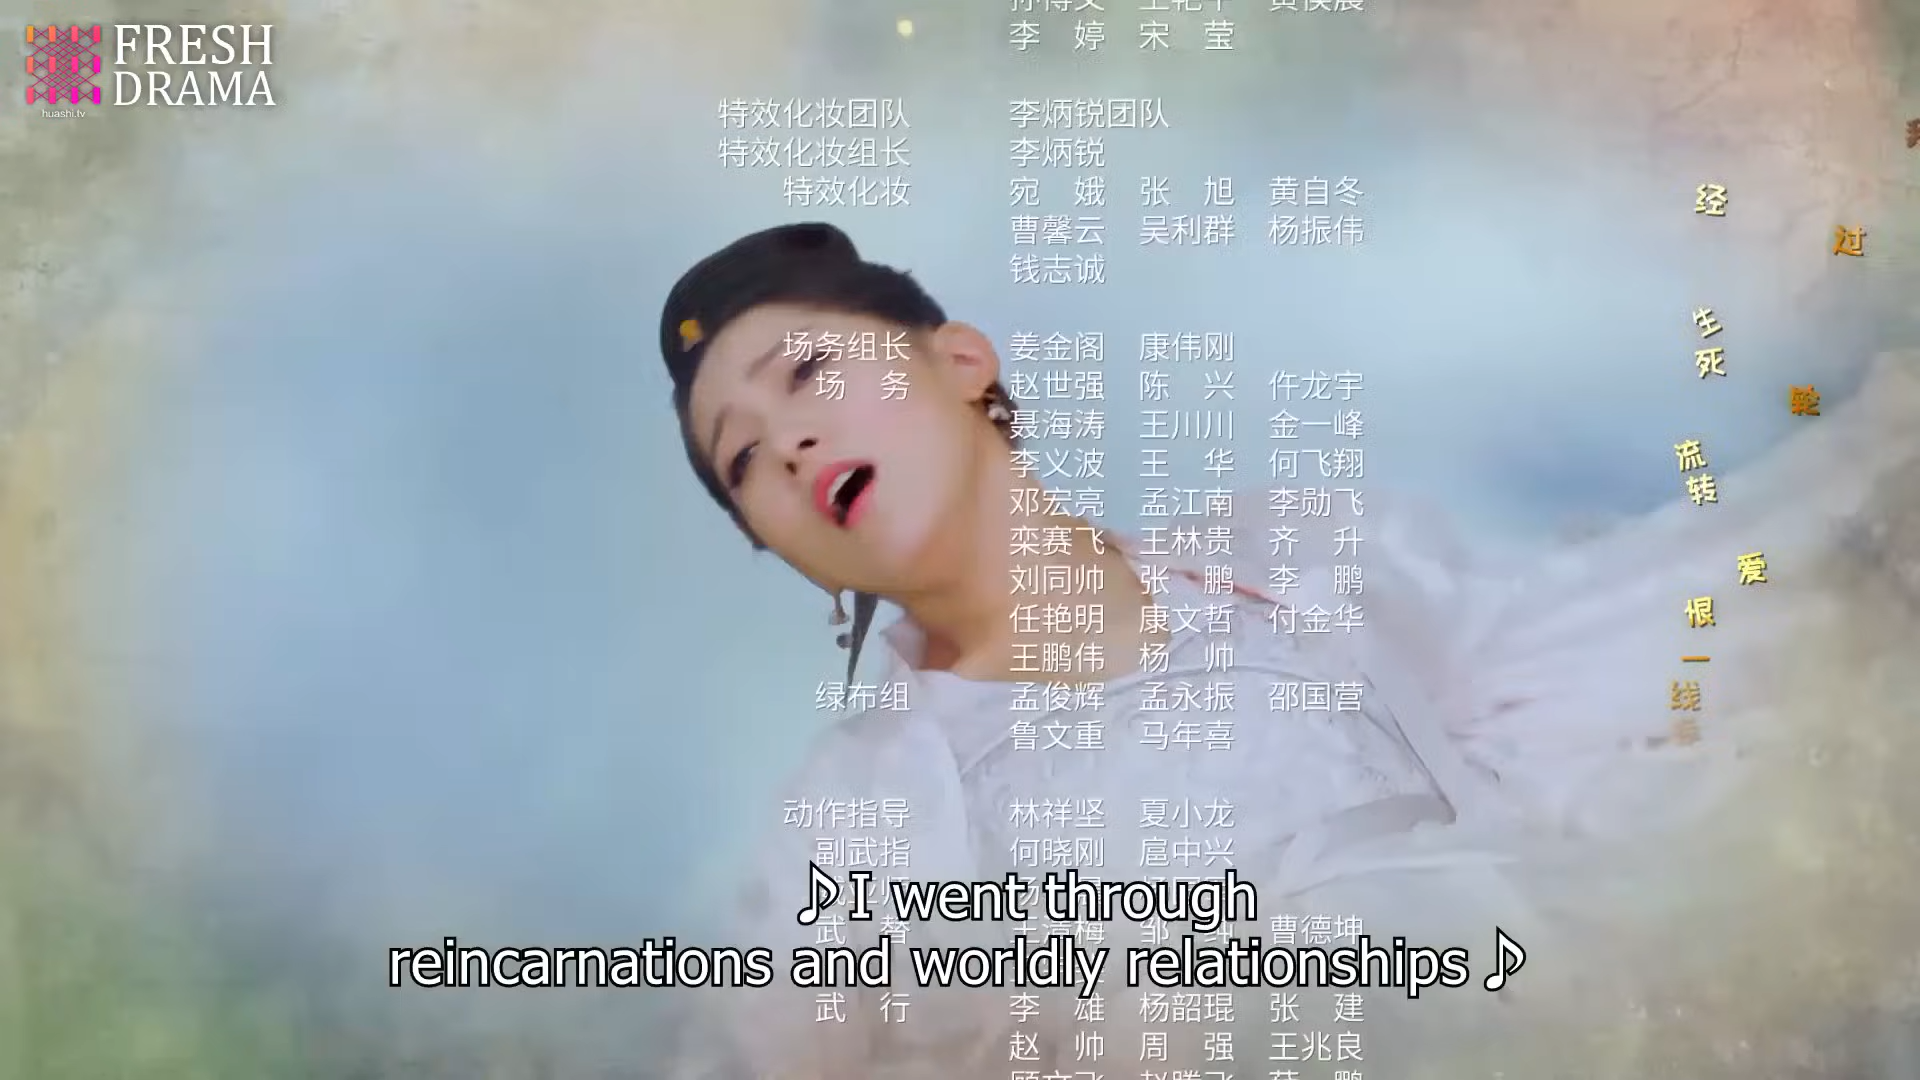 FRESH
DRAMA
huashi.tv
李 婷 宋 莹
特效化妆团队 李炳锐团队
特效化妆组长 李炳锐
特效化妆 宛 娥 张 旭 黄自冬
曹馨云 吴利群 杨振伟
钱志诚
场务组长 姜金阁 康伟刚
场 务 赵世强 陈 兴 仵龙宇
聂海涛 王川川 金一峰
李义波 王 华 何飞翔
邓宏亮 孟江南 李勋飞
栾赛飞 王林贵 齐 升
刘同帅 张 鹏 李 鹏
任艳明 康文哲 付金华
王鹏伟 杨 帅
绿布组 孟俊辉 孟永振 邵国营
鲁文重 马年喜
动作指导 林祥坚 夏小龙
副武指 何晓刚 扈中兴
武 替 曹德坤
武 行 李 雄 杨韶琨 张 建
赵 帅 周 强 王兆良
经过
生死轮
流转爱
恨一线
♪I went through
reincarnations and worldly relationships♪